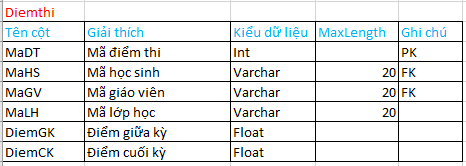 Diemthi
Tên cột Giải thích Kiểu dữ liệu MaxLength Ghi chú
MaDT Mã điểm thi Int PK
MaHS Mã học sinh Varchar 20 FK
MaGV Mã giáo viên Varchar 20 FK
MaLH Mã lớp học Varchar 20
DiemGK Điểm giữa kỳ Float
DiemCK Điểm cuối kỳ Float